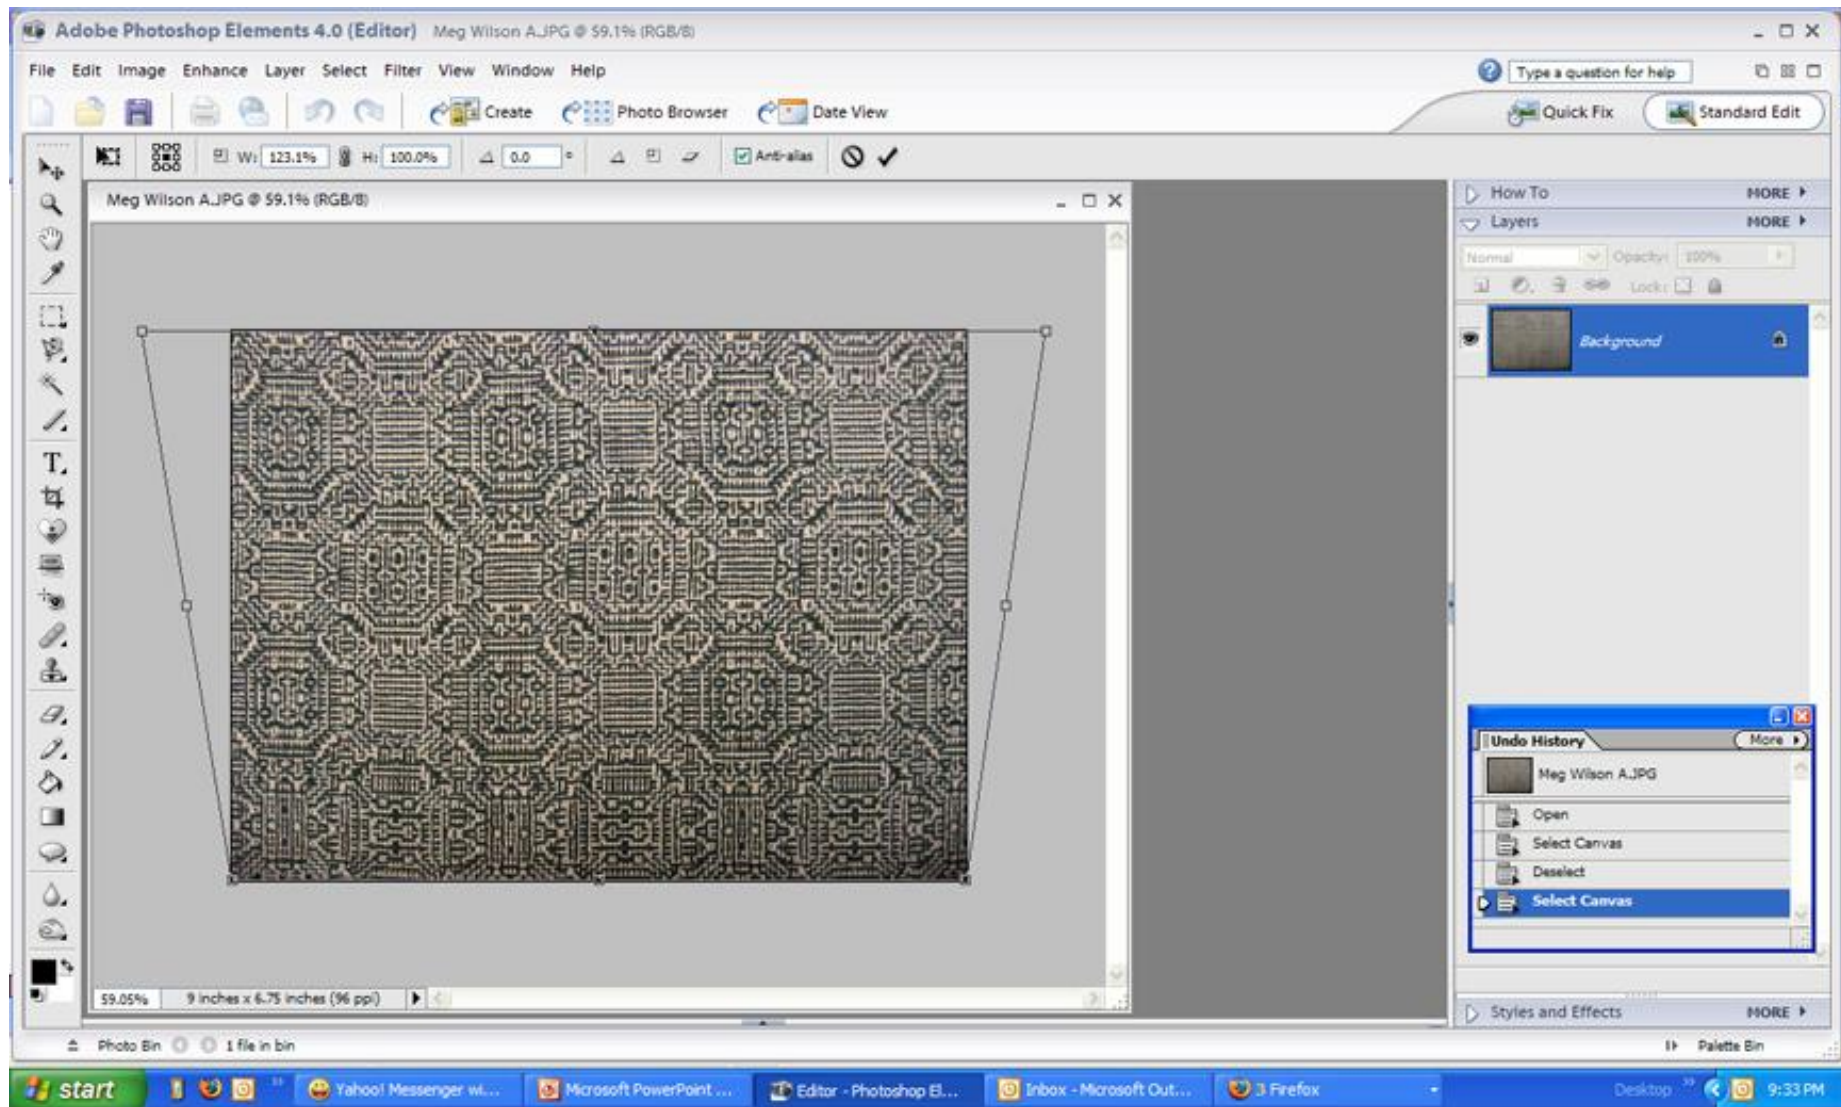 Adobe Photoshop Elements 4.0 (Editor) Meg Wilson A.JPG @ 59.1% (RGB/8)
File Edit Image Enhance Layer Select Filter View Window Help
Type a question for help
Create Photo Browser Date View
Quick Fix Standard Edit
W: 123.1% H: 100.0% 0.0 ° Anti-alias
Meg Wilson A.JPG @ 59.1% (RGB/8)
How To MORE
Layers MORE
Normal Opacity: 100%
Lock:
Background
Undo History More
Meg Wilson A.JPG
Open
Select Canvas
Deselect
Select Canvas
59.05% 9 inches x 6.75 inches (96 ppi)
Styles and Effects MORE
Photo Bin 1 file in bin
Palette Bin
start Yahoo! Messenger wi... Microsoft PowerPoint ... Editor - Photoshop El... Inbox - Microsoft Out... 3 Firefox Desktop 9:33 PM